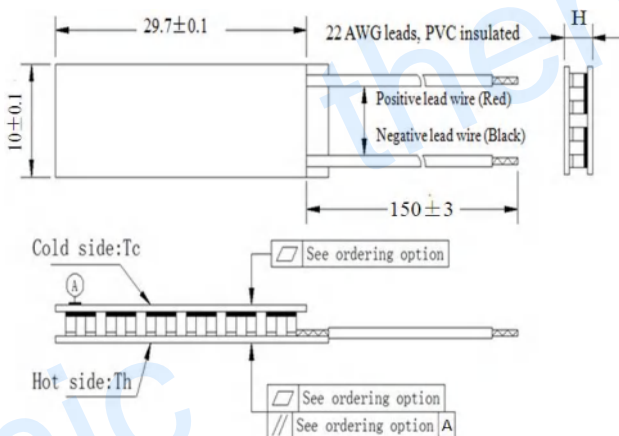 29.7±0.1
22 AWG leads, PVC insulated
H
10±0.1
Positive lead wire (Red)
Negative lead wire (Black)
150±3
Cold side:Tc
See ordering option
A
Hot side:Th
See ordering option
// See ordering option A